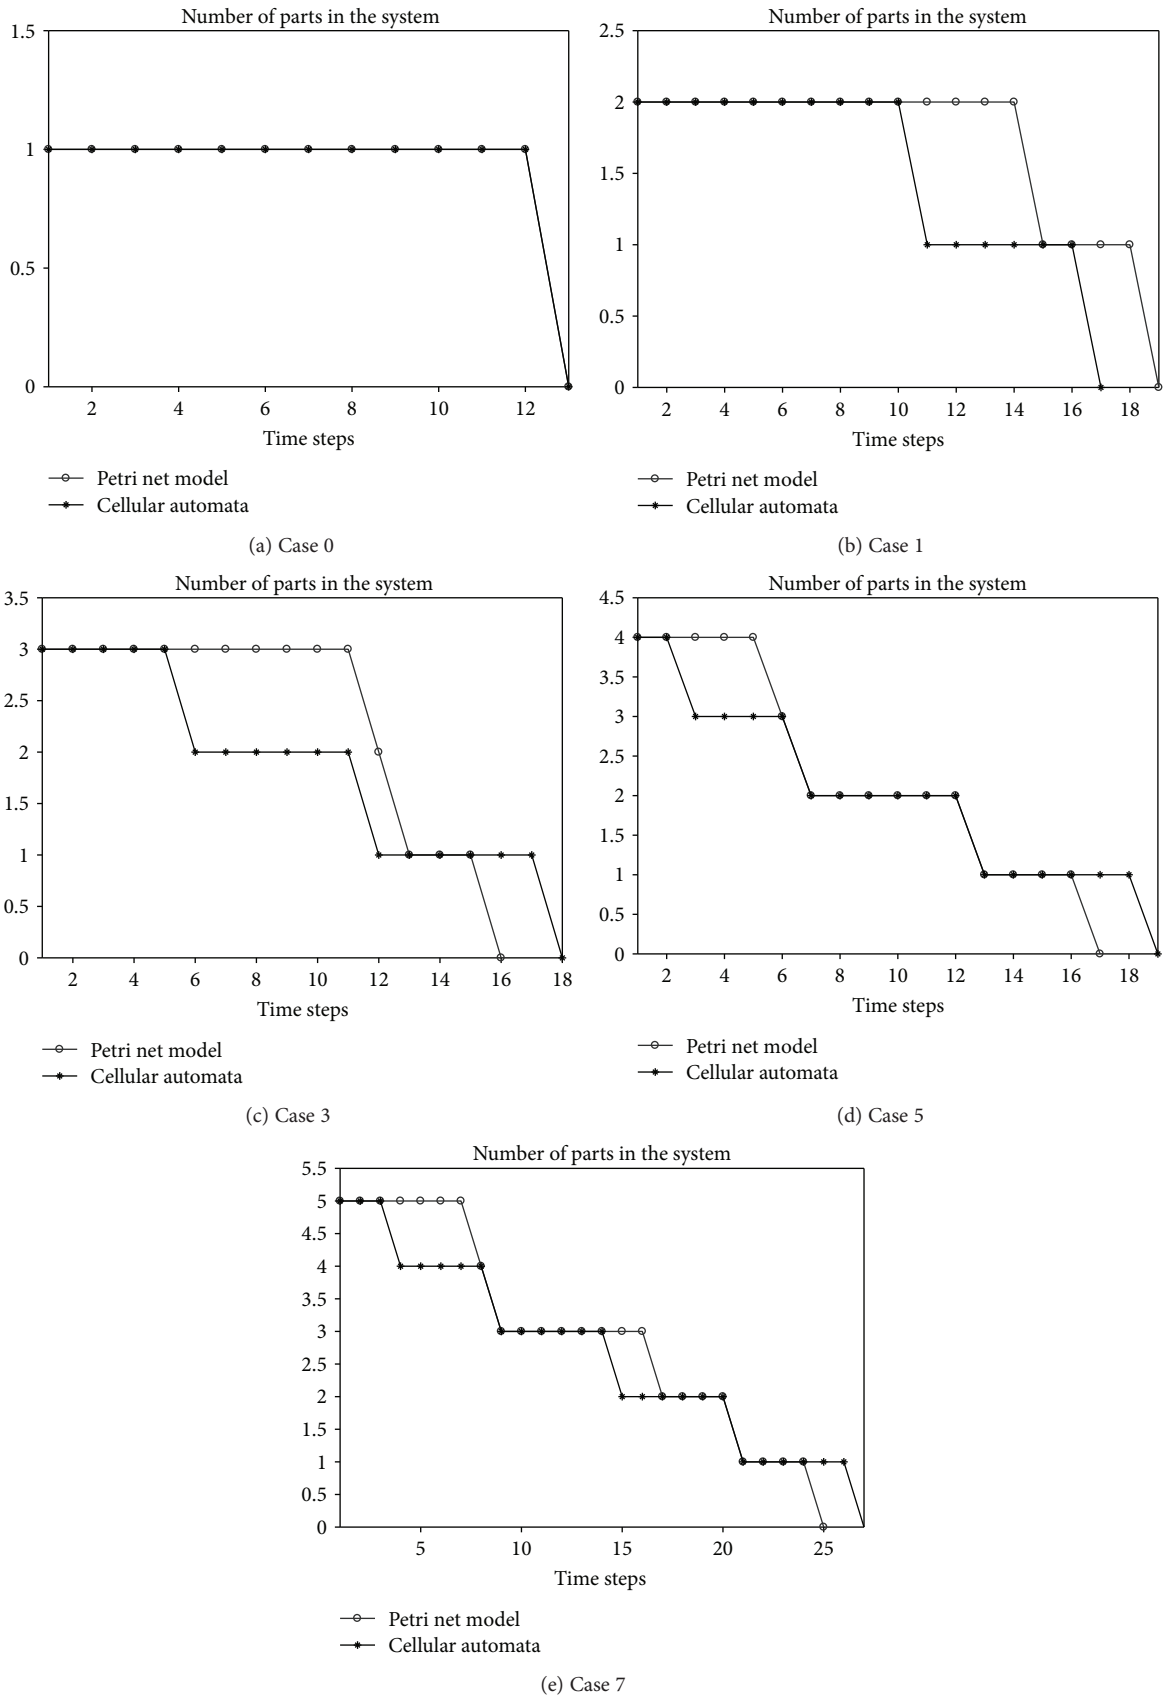 Number of parts in the system
1.5
1
0.5
0
2 4 6 8 10 12
Time steps
Petri net model
Cellular automata
(a) Case 0
Number of parts in the system
2.5
2
1.5
1
0.5
0
2 4 6 8 10 12 14 16 18
Time steps
Petri net model
Cellular automata
(b) Case 1
Number of parts in the system
3.5
3
2.5
2
1.5
1
0.5
0
2 4 6 8 10 12 14 16 18
Time steps
Petri net model
Cellular automata
(c) Case 3
Number of parts in the system
4.5
4
3.5
3
2.5
2
1.5
1
0.5
0
2 4 6 8 10 12 14 16 18
Time steps
Petri net model
Cellular automata
(d) Case 5
Number of parts in the system
5.5
5
4.5
4
3.5
3
2.5
2
1.5
1
0.5
0
5 10 15 20 25
Time steps
Petri net model
Cellular automata
(e) Case 7